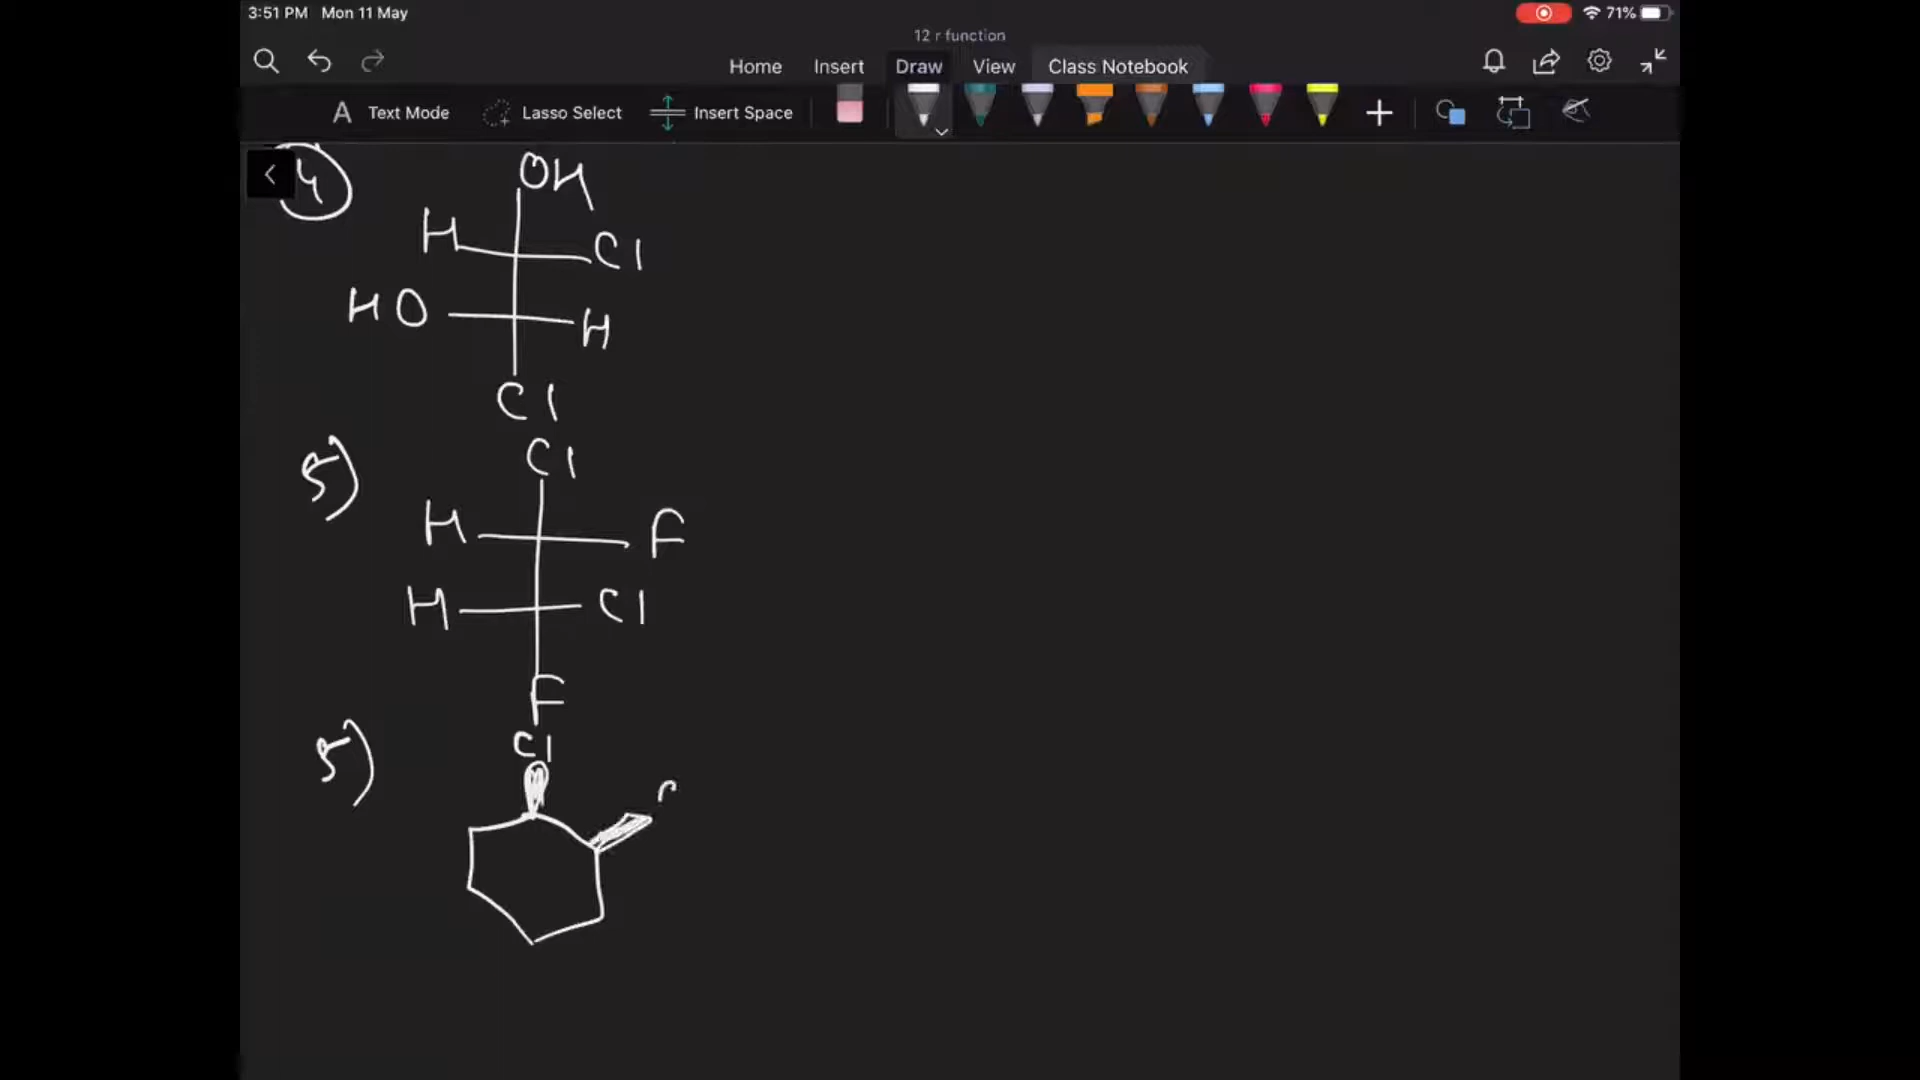 3:51 PM Mon 11 May 71%
12 r function
Home Insert Draw View Class Notebook
A Text Mode Lasso Select Insert Space
4
OH
H Cl
HO H
Cl
5)
Cl
H F
H Cl
F
5)
Cl